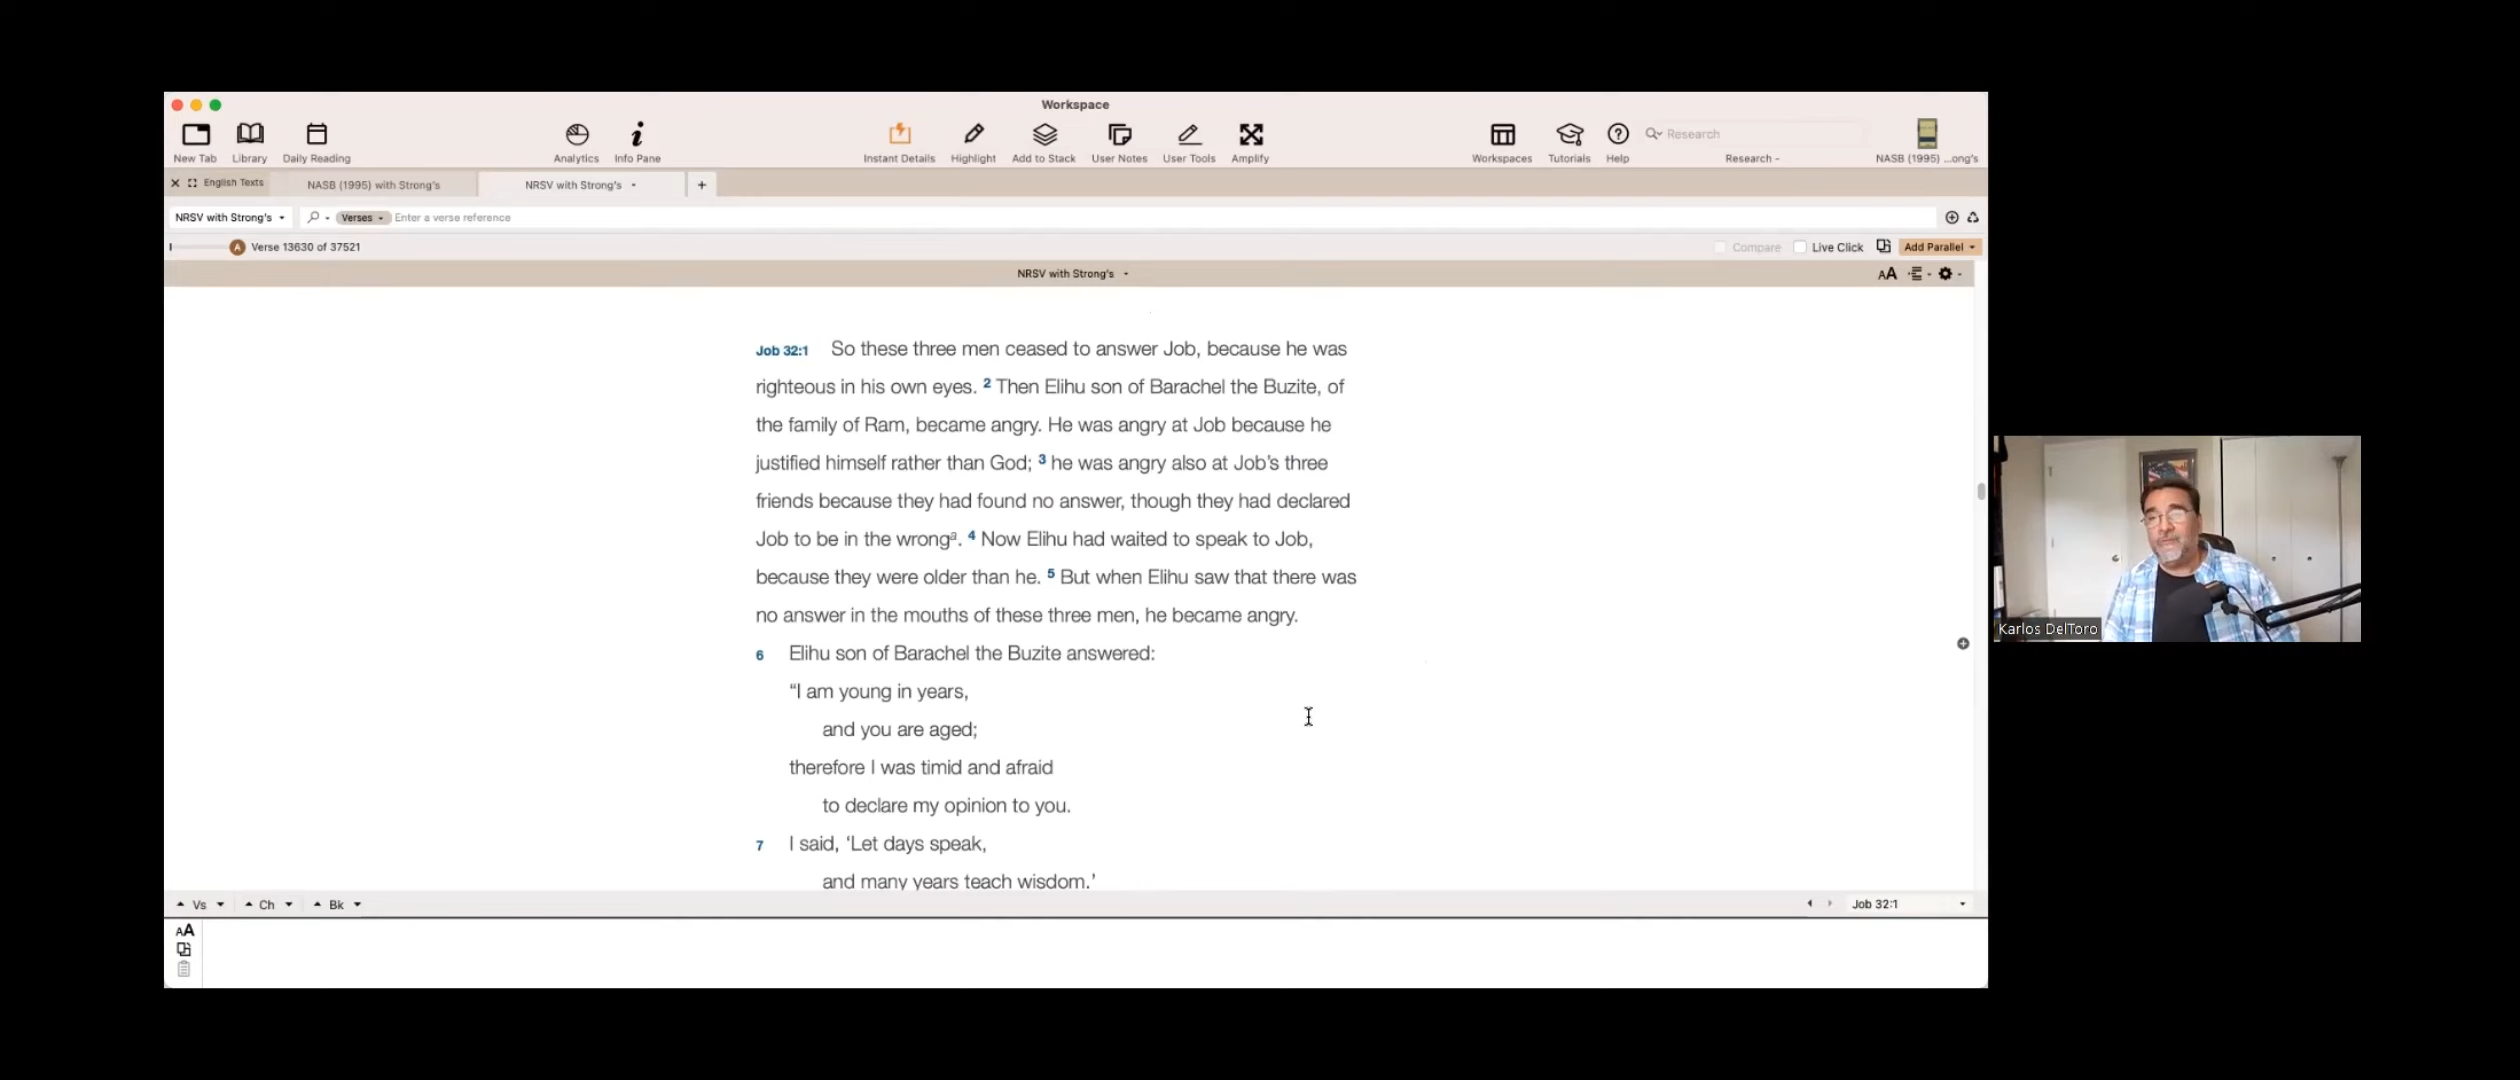 Workspace
New Tab Library Daily Reading Analytics Info Pane Instant Details Highlight Add to Stack User Notes User Tools Amplify Workspaces Tutorials Help Research Research NASB (1995) ...ong's
English Texts NASB (1995) with Strong's NRSV with Strong's
NRSV with Strong's Verses Enter a verse reference
A Verse 13630 of 37521 Compare Live Click Add Parallel
NRSV with Strong's AA
Job 32:1 So these three men ceased to answer Job, because he was
righteous in his own eyes. 2 Then Elihu son of Barachel the Buzite, of
the family of Ram, became angry. He was angry at Job because he
justified himself rather than God; 3 he was angry also at Job's three
friends because they had found no answer, though they had declared
Job to be in the wrongª. 4 Now Elihu had waited to speak to Job,
because they were older than he. 5 But when Elihu saw that there was
no answer in the mouths of these three men, he became angry.
6 Elihu son of Barachel the Buzite answered:
“I am young in years,
and you are aged;
therefore I was timid and afraid
to declare my opinion to you.
7 I said, ‘Let days speak,
and many years teach wisdom.’
Vs Ch Bk Job 32:1
AA
Karlos DelToro